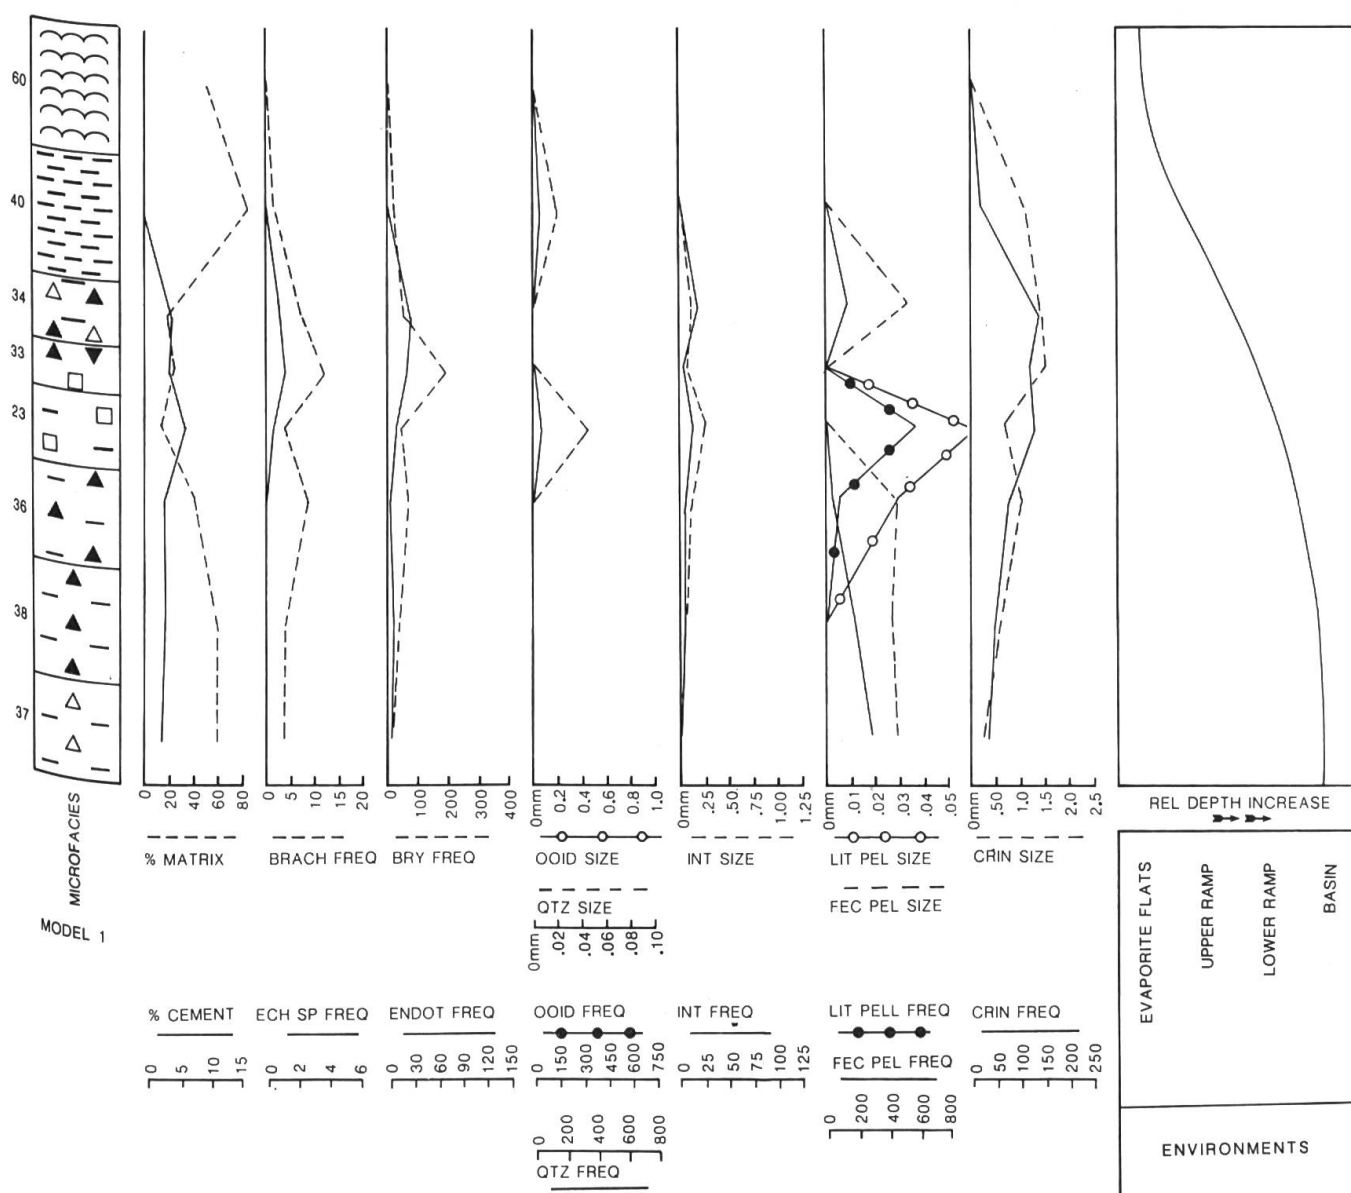 60
40
34
33
23
36
38
37
MICROFACIES
MODEL 1
0 20 40 60 80
% MATRIX
0 5 10 15 20
BRACH FREQ
0 100 200 300 400
BRY FREQ
0mm 0.2 0.4 0.6 0.8 1.0
OOID SIZE
QTZ SIZE
0mm .02 .04 .06 .08 .10
0mm .25 .50. .75 1.00 1.25
INT SIZE
0mm .01 .02 .03 .04 .05
LIT PEL SIZE
FEC PEL SIZE
0mm .50 1.0 1.5 2.0 2.5
CRIN SIZE
REL DEPTH INCREASE
EVAPORITE FLATS
UPPER RAMP
LOWER RAMP
BASIN
ENVIRONMENTS
% CEMENT
0 5 10 15
ECH SP FREQ
0 2 4 6
ENDOT FREQ
0 30 60 90 120 150
OOID FREQ
0 150 300 450 600 750
0 200 400 600 800
QTZ FREQ
INT FREQ
0 25 50 75 100 125
LIT PELL FREQ
FEC PEL FREQ
0 200 400 600 800
CRIN FREQ
0 50 100 150 200 250